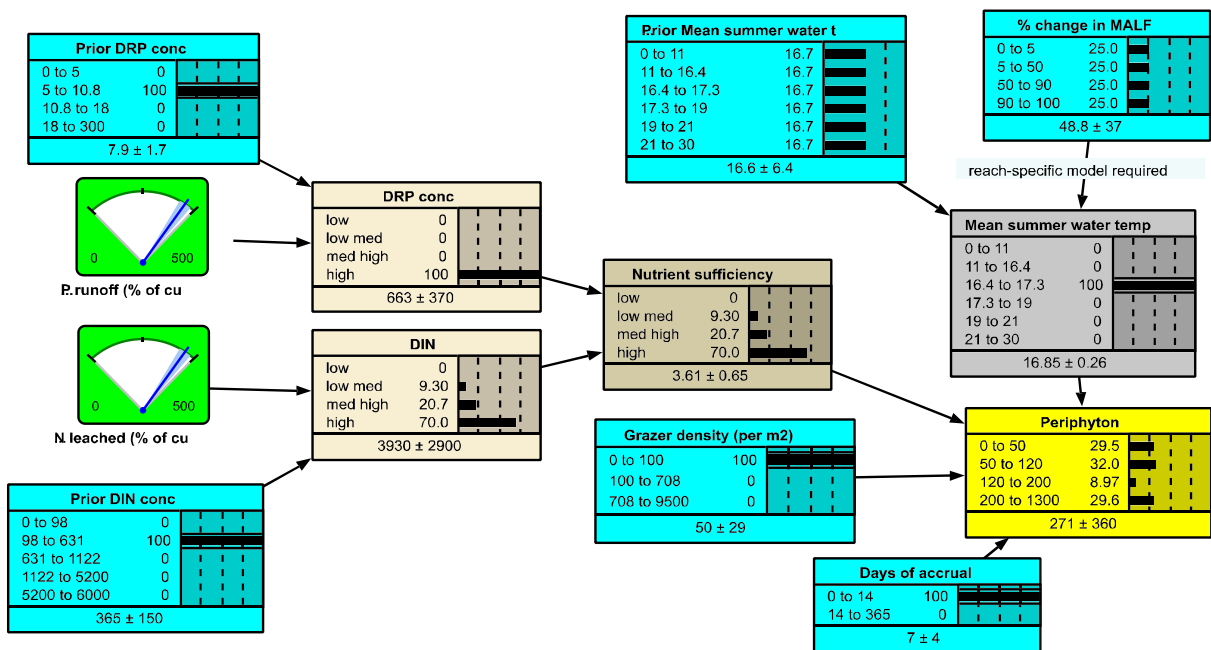 Prior DRP conc
0 to 5 0
5 to 10.8 100
10.8 to 18 0
18 to 300 0
7.9 ± 1.7
Prior Mean summer water t
0 to 11 16.7
11 to 16.4 16.7
16.4 to 17.3 16.7
17.3 to 19 16.7
19 to 21 16.7
21 to 30 16.7
16.6 ± 6.4
% change in MALF
0 to 5 25.0
5 to 50 25.0
50 to 90 25.0
90 to 100 25.0
48.8 ± 37
reach-specific model required
0 500
P. runoff (% of cu
DRP conc
low 0
low med 0
med high 0
high 100
663 ± 370
Mean summer water temp
0 to 11 0
11 to 16.4 0
16.4 to 17.3 100
17.3 to 19 0
19 to 21 0
21 to 30 0
16.85 ± 0.26
Nutrient sufficiency
low 0
low med 9.30
med high 20.7
high 70.0
3.61 ± 0.65
0 500
N. leached (% of cu
DIN
low 0
low med 9.30
med high 20.7
high 70.0
3930 ± 2900
Grazer density (per m2)
0 to 100 100
100 to 708 0
708 to 9500 0
50 ± 29
Periphyton
0 to 50 29.5
50 to 120 32.0
120 to 200 8.97
200 to 1300 29.6
271 ± 360
Prior DIN conc
0 to 98 0
98 to 631 100
631 to 1122 0
1122 to 5200 0
5200 to 6000 0
365 ± 150
Days of accrual
0 to 14 100
14 to 365 0
7 ± 4